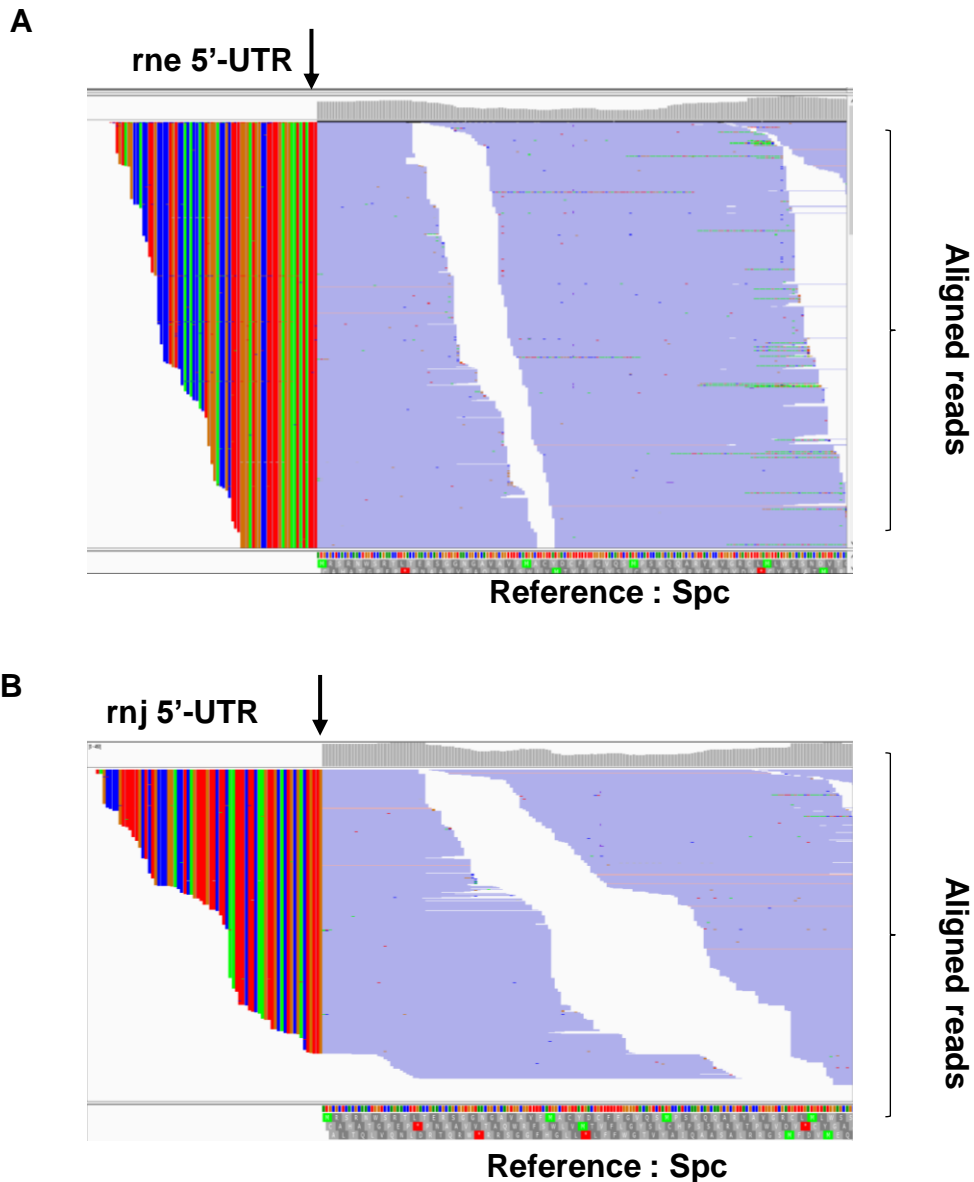 A
rne 5’-UTR
Aligned reads
Reference : Spc
B
rnj 5’-UTR
Aligned reads
Reference : Spc